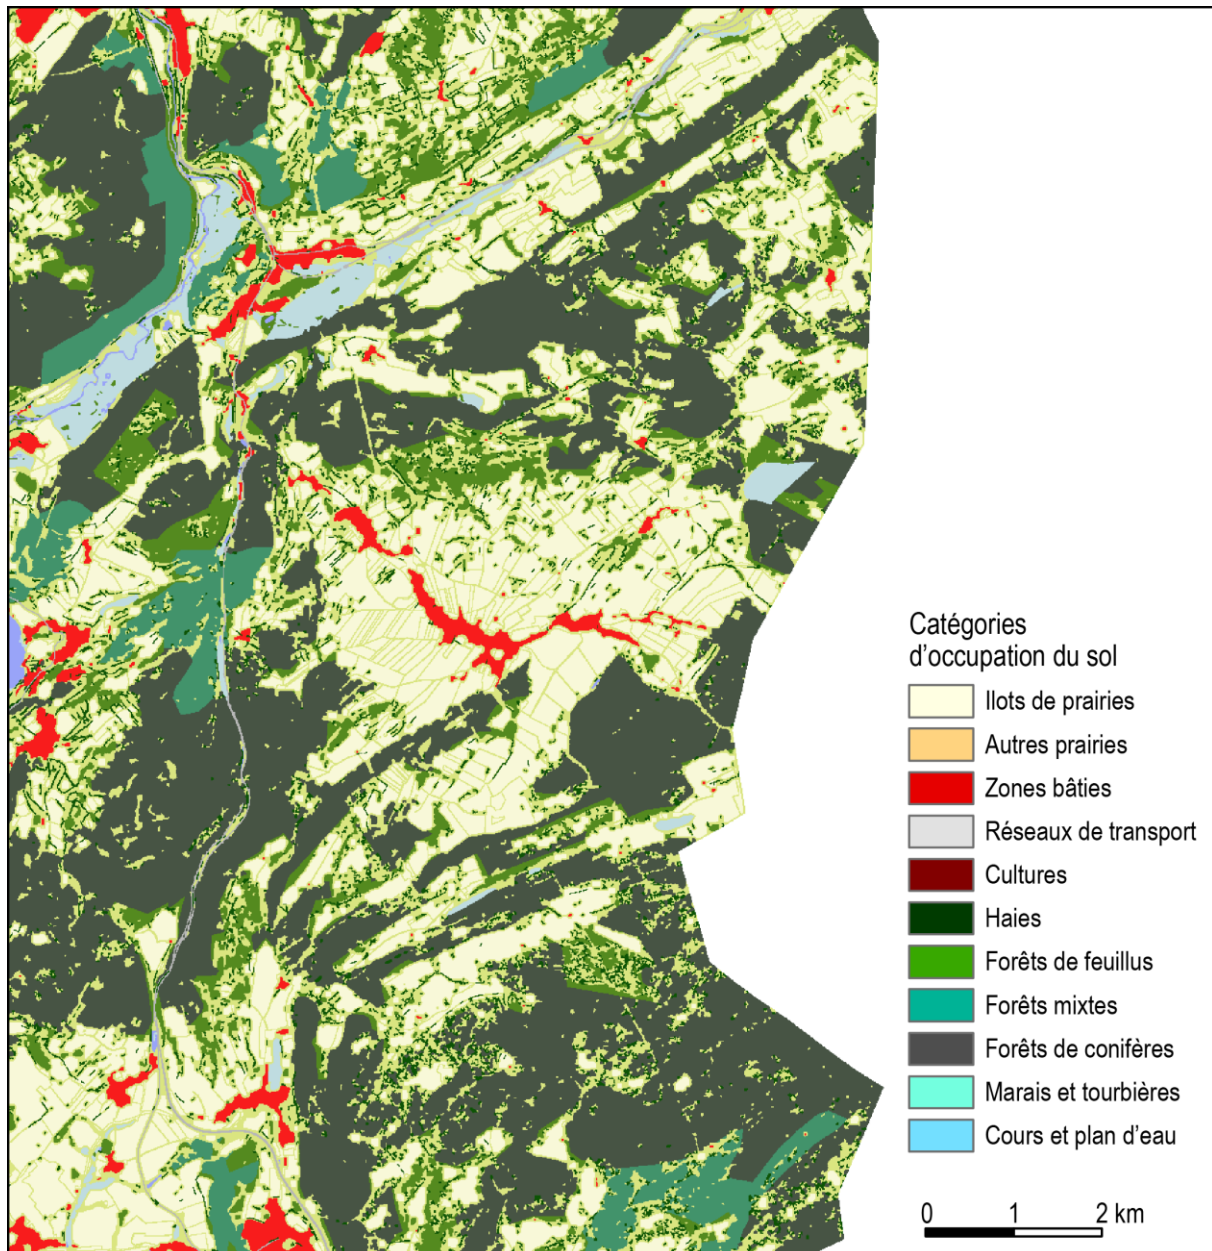 Catégories
d’occupation du sol
Ilots de prairies
Autres prairies
Zones bâties
Réseaux de transport
Cultures
Haies
Forêts de feuillus
Forêts mixtes
Forêts de conifères
Marais et tourbières
Cours et plan d’eau
0 1 2 km